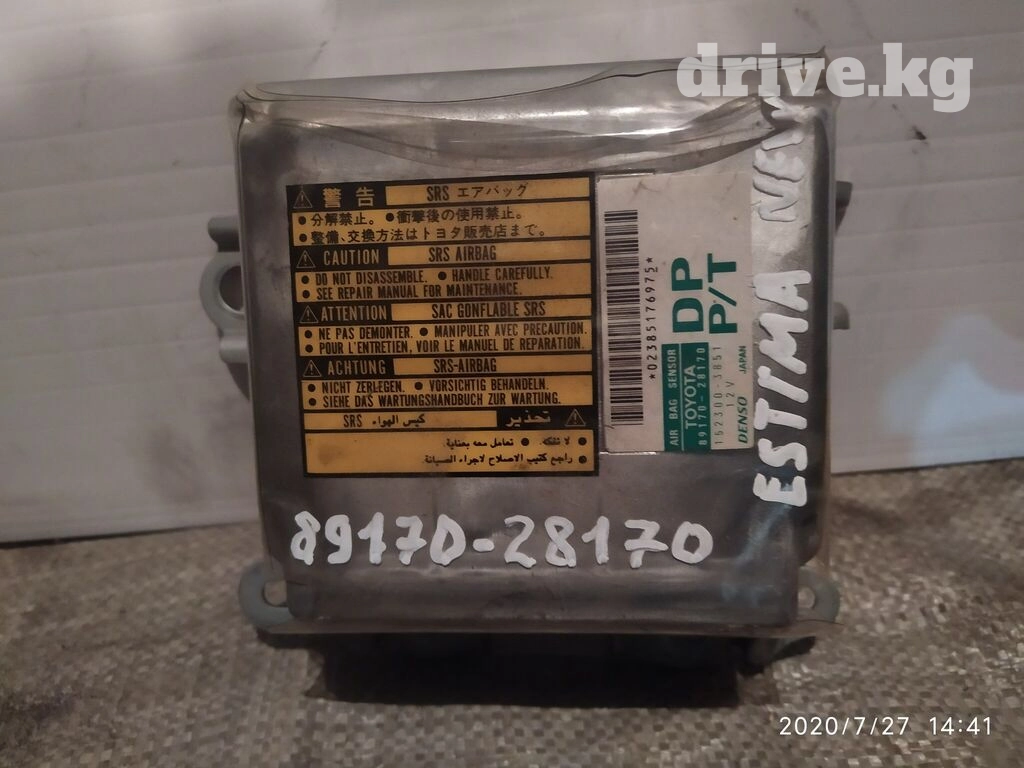 drive.kg
警告 SRS エアバッグ
●分解禁止。 ●衝撃後の使用禁止。
●整備、交換方法はトヨタ販売店まで。
CAUTION SRS AIRBAG
● DO NOT DISASSEMBLE. ● HANDLE CAREFULLY.
● SEE REPAIR MANUAL FOR MAINTENANCE.
ATTENTION SAC GONFLABLE SRS
● NE PAS DEMONTER. ● MANIPULER AVEC PRECAUTION.
● POUR L'ENTRETIEN, VOIR LE MANUEL DE REPARATION.
ACHTUNG SRS-AIRBAG
● NICHT ZERLEGEN. ● VORSICHTIG BEHANDELN.
● SIEHE DAS WARTUNGSHANDBUCH ZUR WARTUNG.
تحذير كيس الهواء SRS
● لا تفكه. ● تعامل معه بعناية.
● راجع كتيب الاصلاح لاجراء الصيانة.
*02385176975*
DP
P/T
AIR BAG SENSOR
TOYOTA
89170-28170
152300-3851
12V
DENSO JAPAN
ESTIMA NEW
89170-28170
2020/7/27 14:41